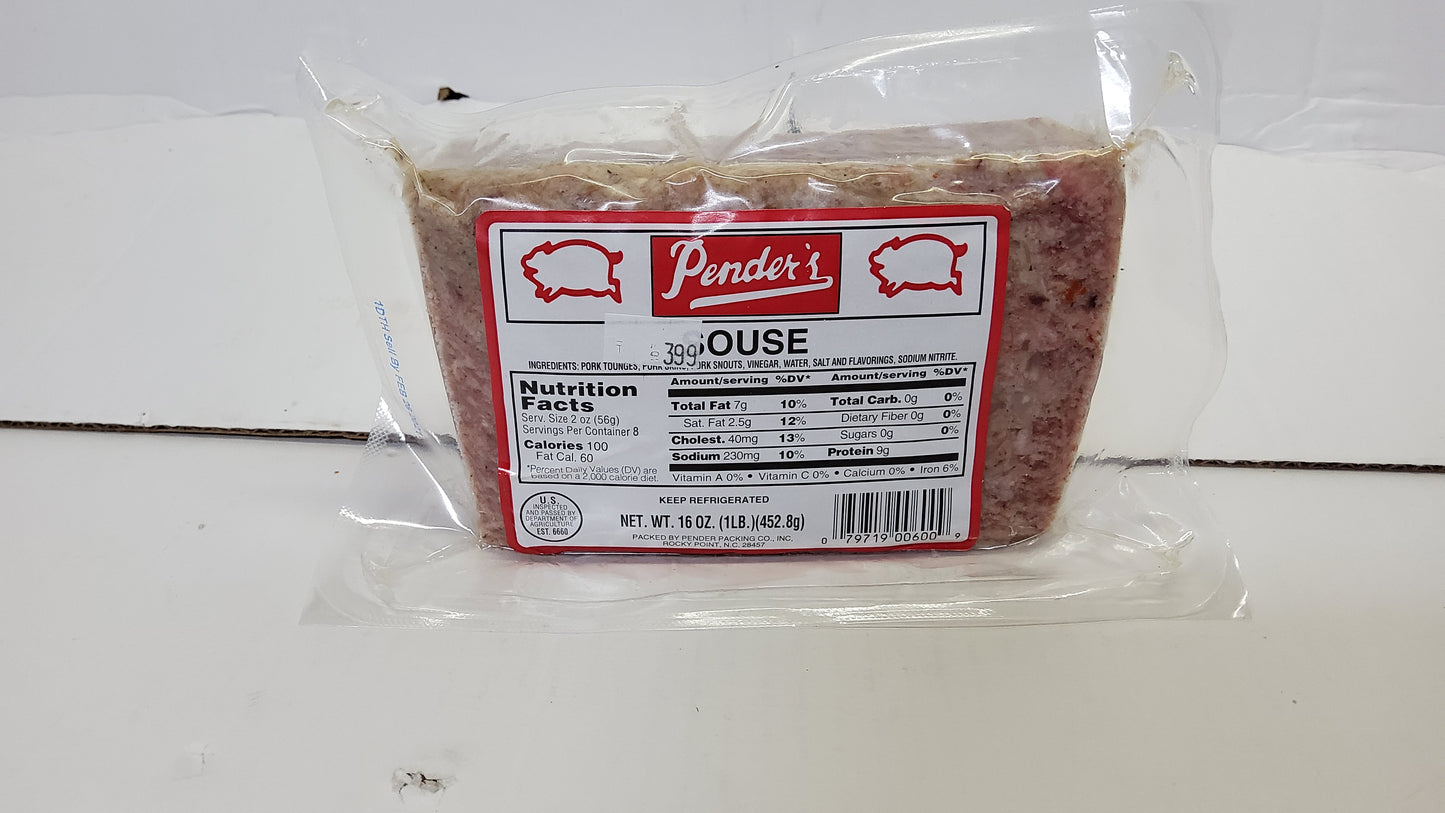 Pender's
SOUSE
399
INGREDIENTS: PORK TOUNGES, PORK SKINS, PORK SNOUTS, VINEGAR, WATER, SALT AND FLAVORINGS, SODIUM NITRITE.
Nutrition
Facts
Serv. Size 2 oz (56g)
Servings Per Container 8
Calories 100
Fat Cal. 60
*Percent Daily Values (DV) are
based on a 2,000 calorie diet.
Amount/serving %DV*
Total Fat 7g 10%
Sat. Fat 2.5g 12%
Cholest. 40mg 13%
Sodium 230mg 10%
Amount/serving %DV*
Total Carb. 0g 0%
Dietary Fiber 0g 0%
Sugars 0g 0%
Protein 9g
Vitamin A 0% • Vitamin C 0% • Calcium 0% • Iron 6%
U.S.
INSPECTED
AND PASSED BY
DEPARTMENT OF
AGRICULTURE
EST. 6660
KEEP REFRIGERATED
NET. WT. 16 OZ. (1LB.)(452.8g)
PACKED BY PENDER PACKING CO., INC,
ROCKY POINT, N.C. 28457
0 79719 00600 9
1DTH Sell By FEB